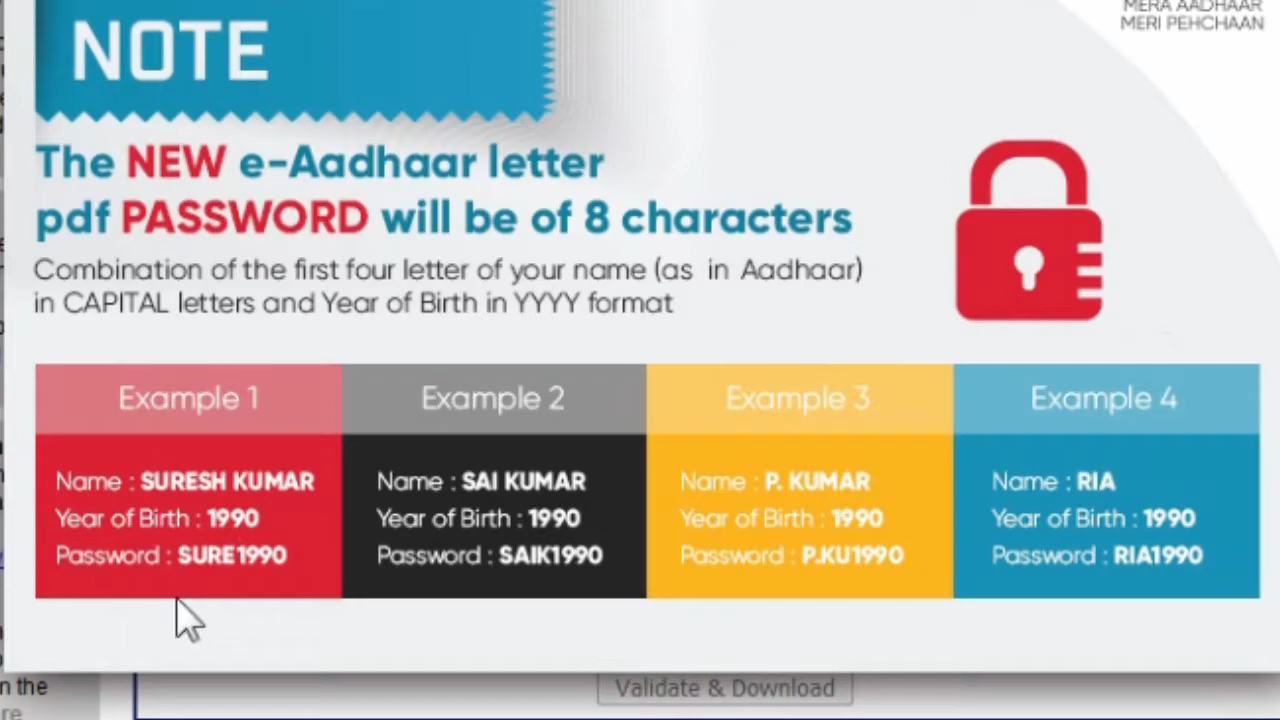 MERA AADHAAR
MERI PEHCHAAN
NOTE
The NEW e-Aadhaar letter
pdf PASSWORD will be of 8 characters
Combination of the first four letter of your name (as in Aadhaar)
in CAPITAL letters and Year of Birth in YYYY format
Example 1
Name : SURESH KUMAR
Year of Birth : 1990
Password : SURE1990
Example 2
Name : SAI KUMAR
Year of Birth : 1990
Password : SAIK1990
Example 3
Name : P. KUMAR
Year of Birth : 1990
Password : P.KU1990
Example 4
Name : RIA
Year of Birth : 1990
Password : RIA1990
n the
re
Validate & Download